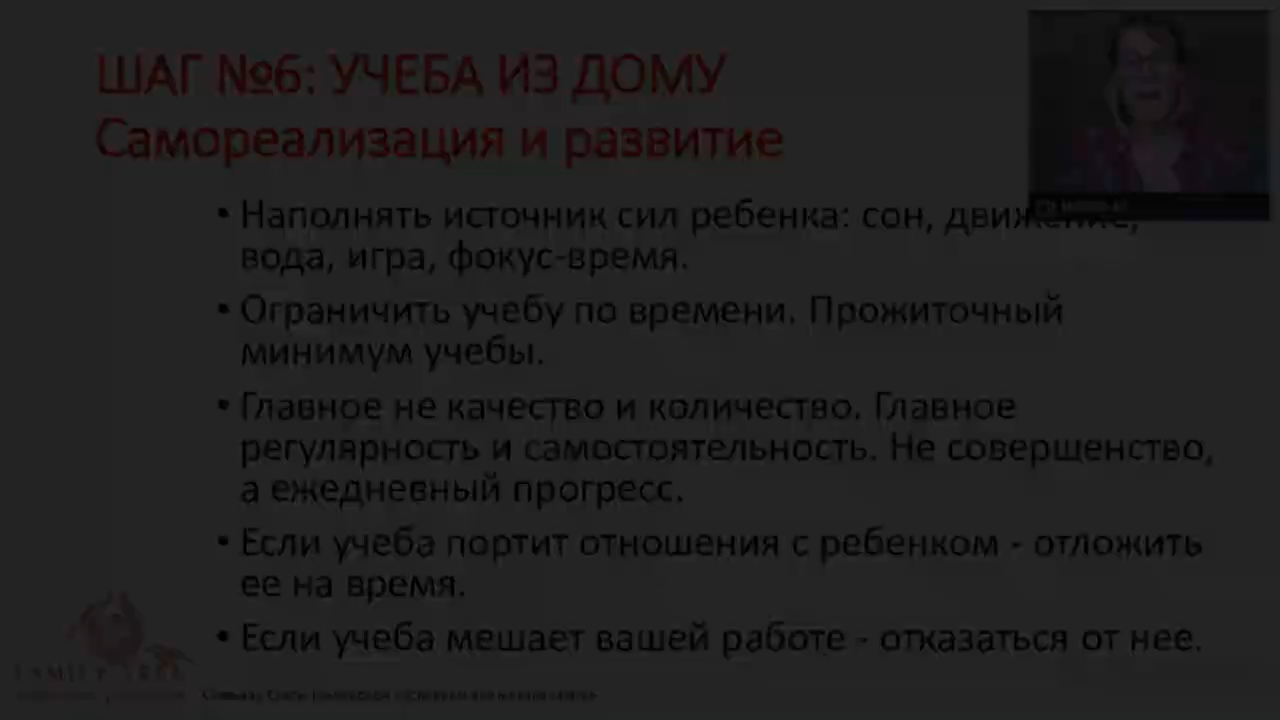 ШАГ №6: УЧЕБА ИЗ ДОМУ
Самореализация и развитие
• Наполнять источник сил ребенка: сон, движение,
вода, игра, фокус-время.
• Ограничить учебу по времени. Прожиточный
минимум учебы.
• Главное не качество и количество. Главное
регулярность и самостоятельность. Не совершенство,
а ежедневный прогресс.
• Если учеба портит отношения с ребенком - отложить
ее на время.
• Если учеба мешает вашей работе - отказаться от нее.
FAMILY TREE